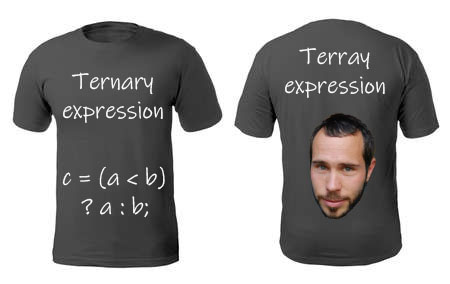 Ternary
expression
c = (a < b)
? a : b;
Terray
expression